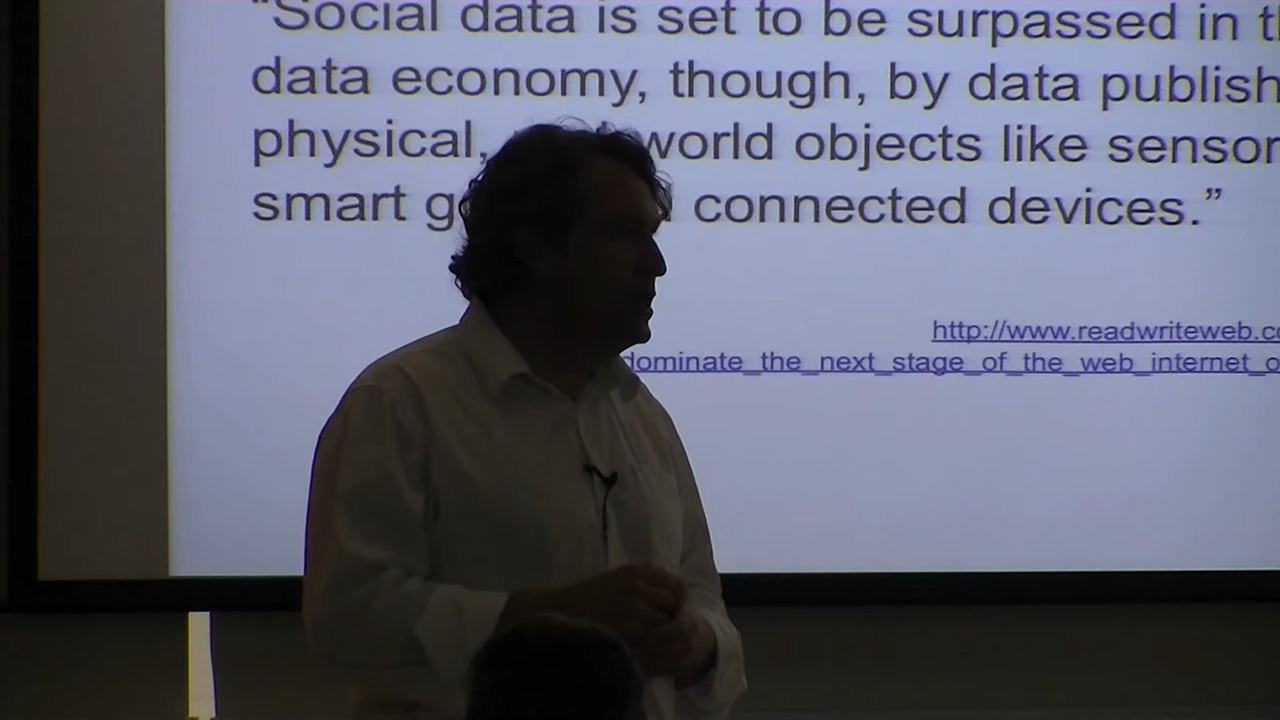 “Social data is set to be surpassed in
data economy, though, by data publish
physical, world objects like sensor
smart connected devices.”
http://www.readwriteweb.c
dominate_the_next_stage_of_the_web_internet_o